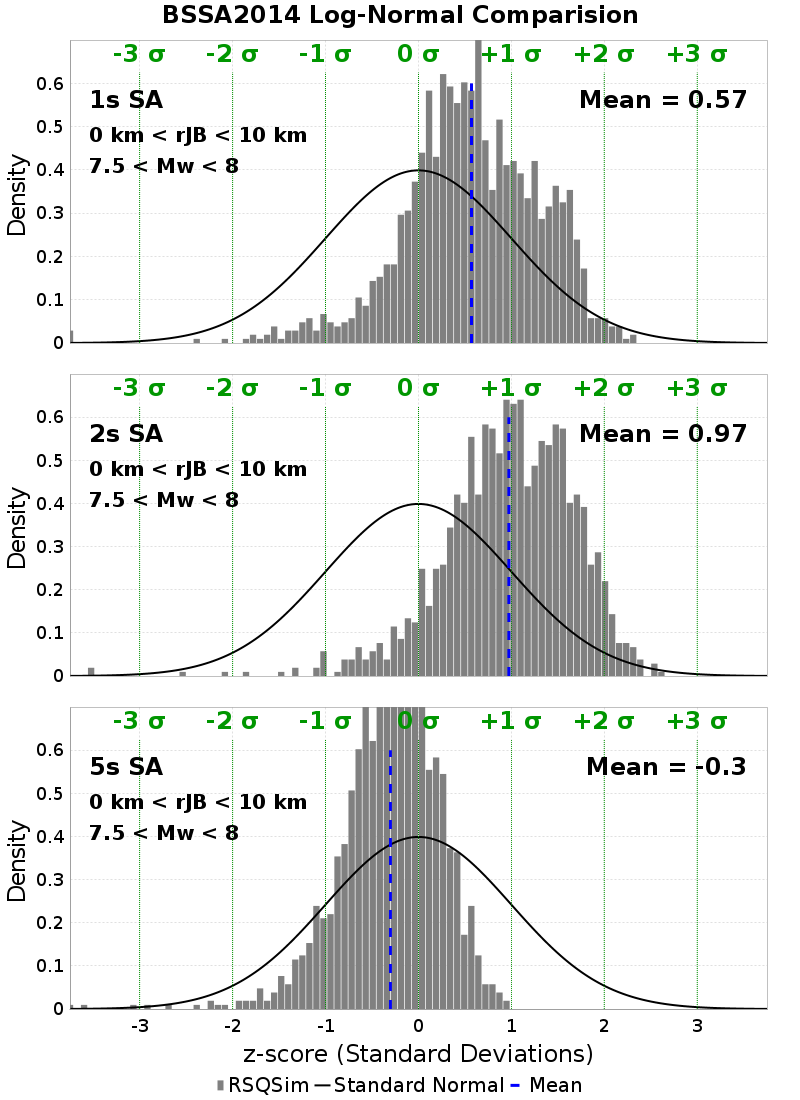 BSSA2014 Log-Normal Comparision
-3 σ -2 σ -1 σ 0 σ +1 σ +2 σ +3 σ
1s SA
Mean = 0.57
0 km < rJB < 10 km
7.5 < Mw < 8
Density
0.6
0.5
0.4
0.3
0.2
0.1
0
-3 σ -2 σ -1 σ 0 σ +1 σ +2 σ +3 σ
2s SA
Mean = 0.97
0 km < rJB < 10 km
7.5 < Mw < 8
Density
0.6
0.5
0.4
0.3
0.2
0.1
0
-3 σ -2 σ -1 σ 0 σ +1 σ +2 σ +3 σ
5s SA
Mean = -0.3
0 km < rJB < 10 km
7.5 < Mw < 8
Density
0.6
0.5
0.4
0.3
0.2
0.1
0
-3 -2 -1 0 1 2 3
z-score (Standard Deviations)
RSQSim Standard Normal Mean